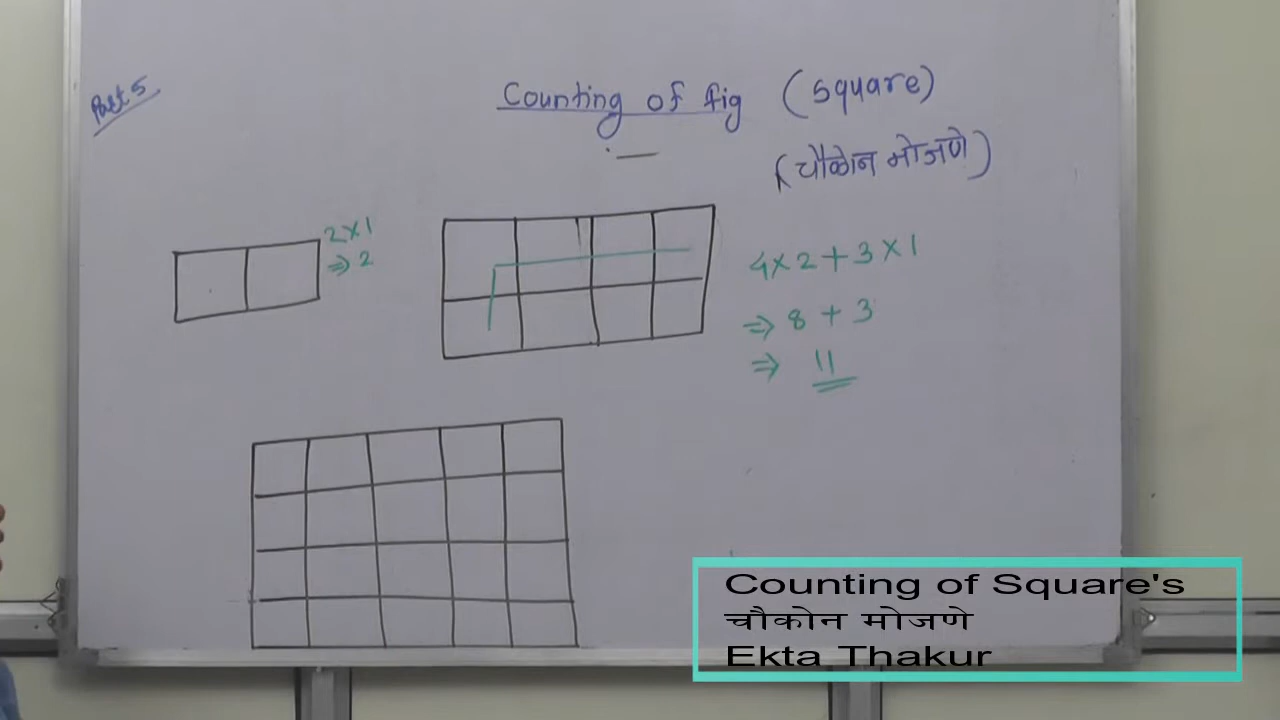 Part 5
Counting of fig (square)
(चौकोन मोजणे)
2×1
⇒ 2
4×2+3×1
⇒ 8 + 3
⇒ 11
Counting of Square's
चौकोन मोजणे
Ekta Thakur